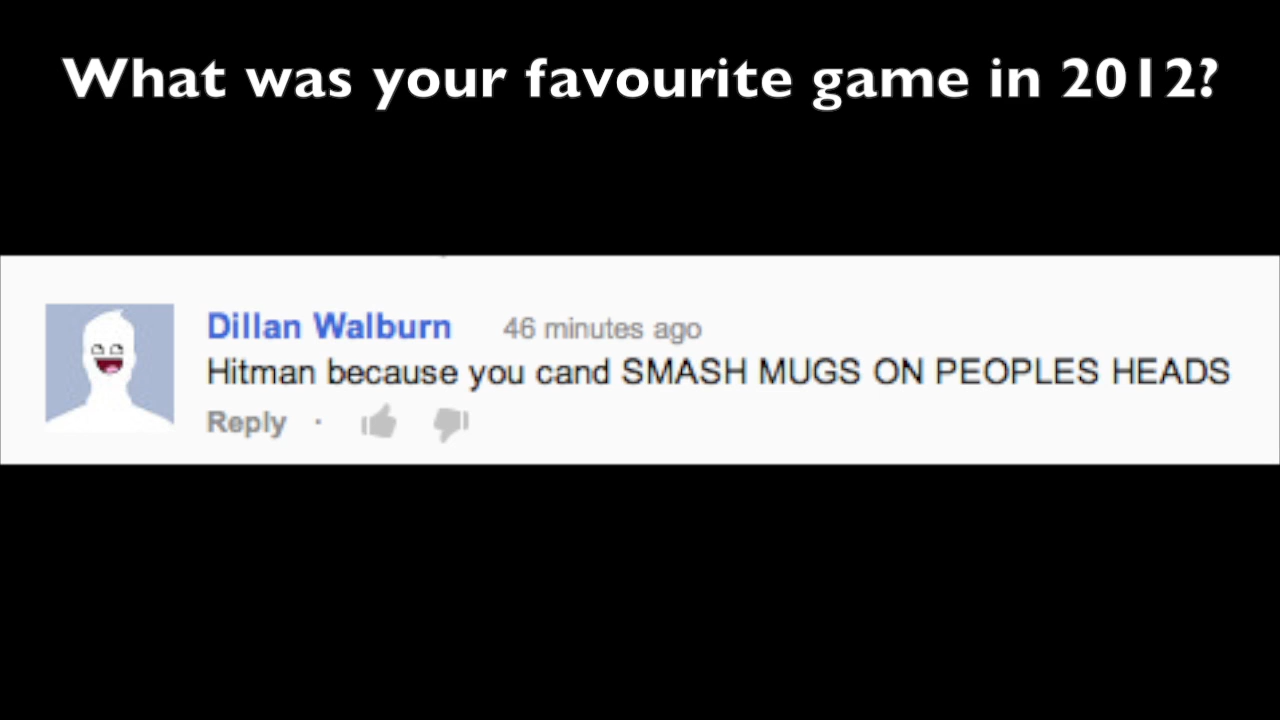 What was your favourite game in 2012?
Dillan Walburn 46 minutes ago
Hitman because you cand SMASH MUGS ON PEOPLES HEADS
Reply ·